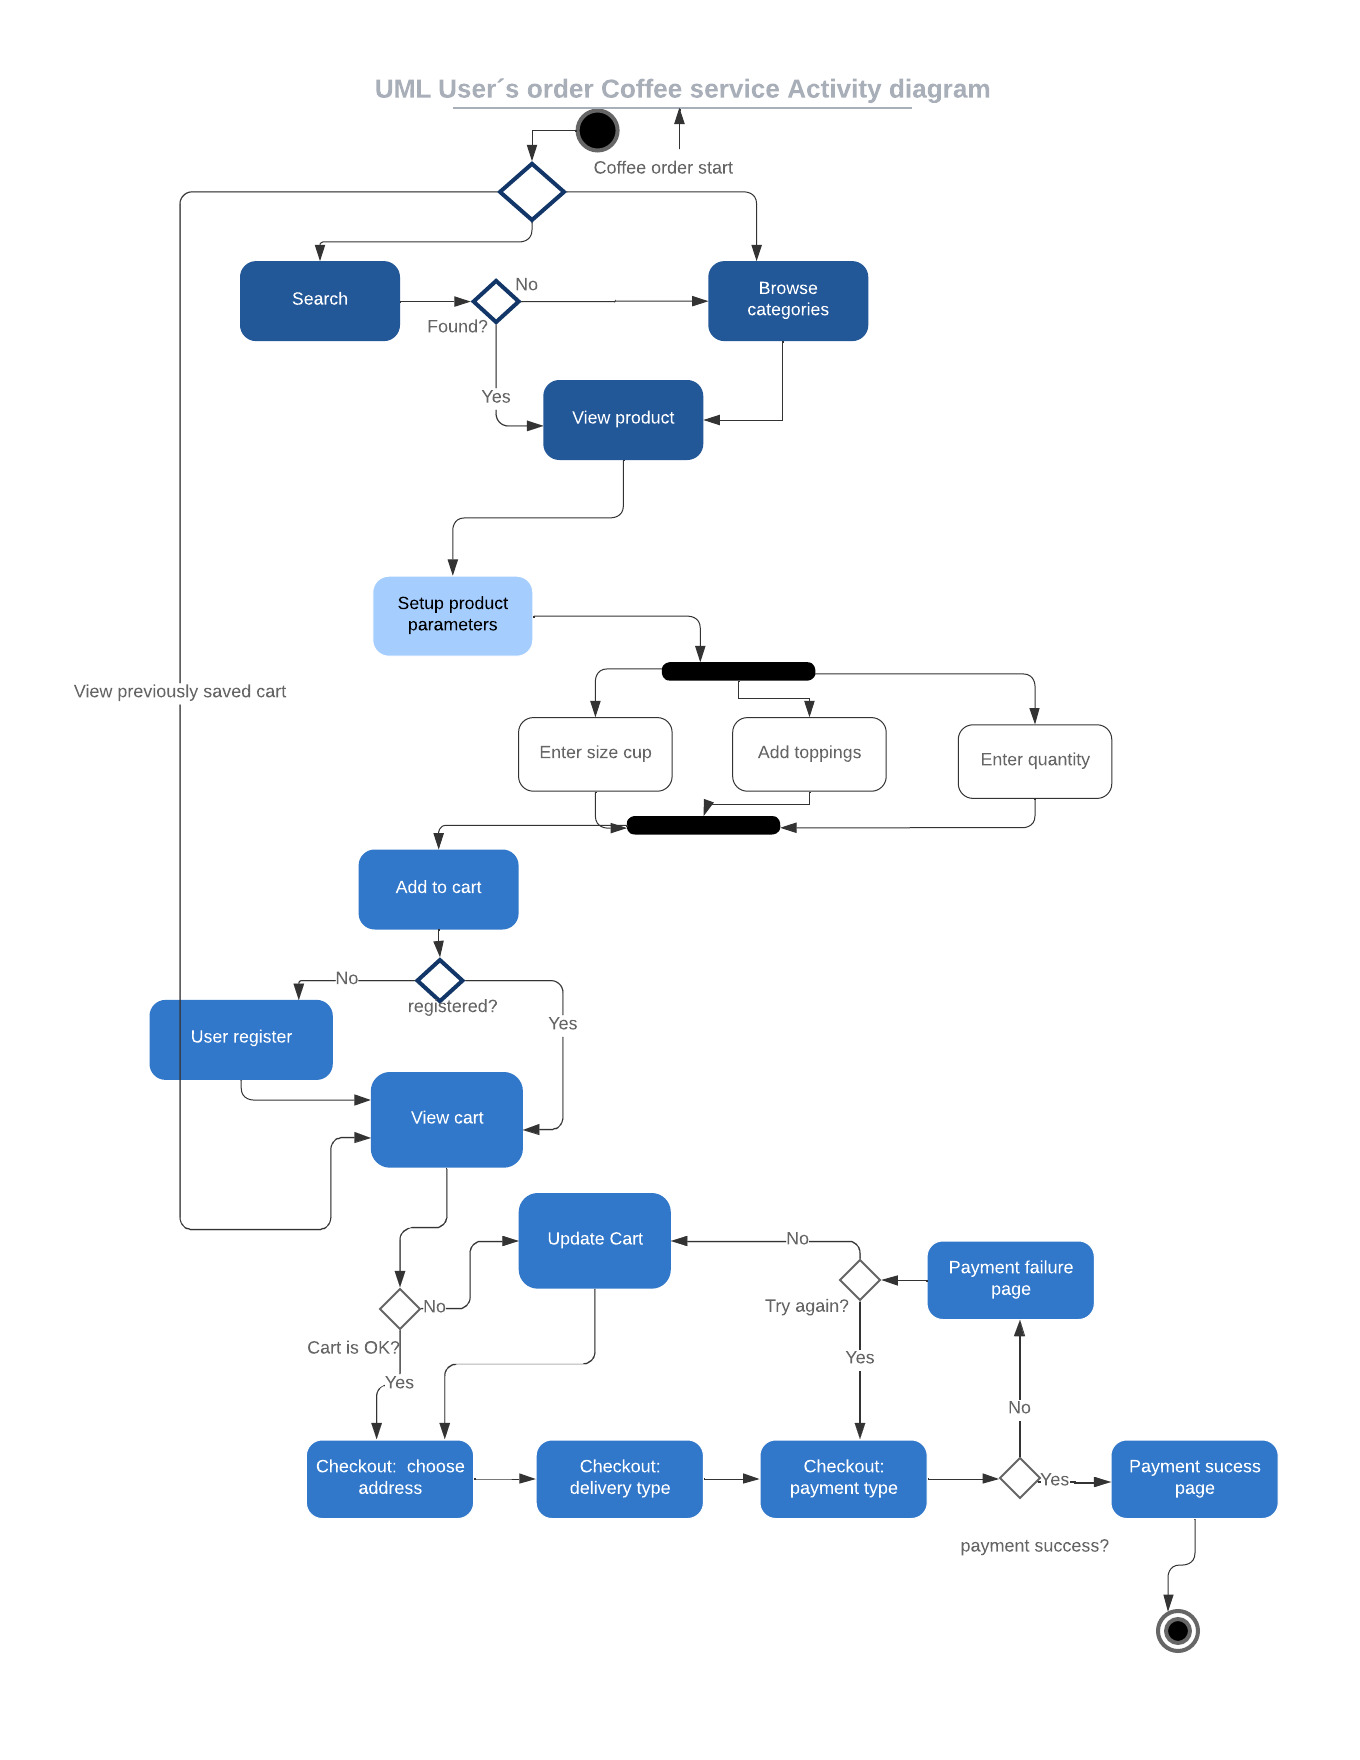 UML User´s order Coffee service Activity diagram
Coffee order start
Search
No
Found?
Browse
categories
Yes
View product
Setup product
parameters
View previously saved cart
Enter size cup
Add toppings
Enter quantity
Add to cart
No
registered?
Yes
User register
View cart
Update Cart
No
Payment failure
page
No
Try again?
Cart is OK?
Yes
Yes
No
Checkout:  choose
address
Checkout:
delivery type
Checkout:
payment type
Yes
Payment sucess
page
payment success?